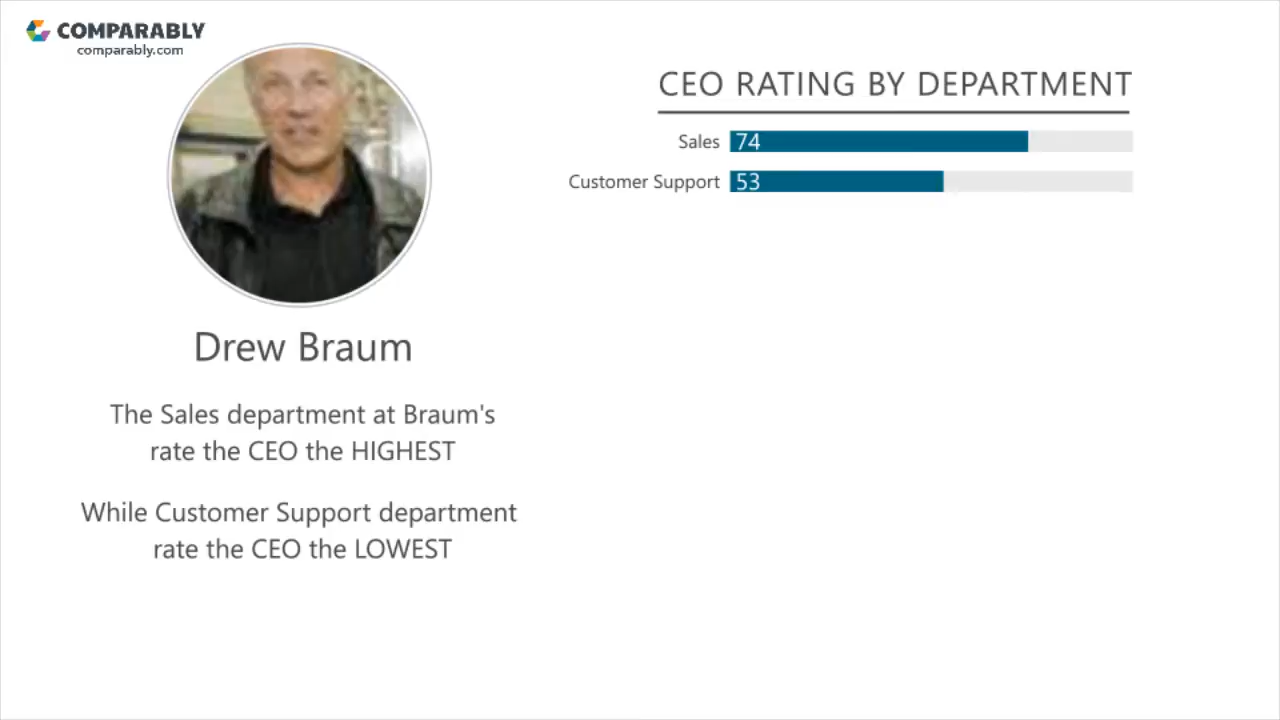 COMPARABLY
comparably.com
CEO RATING BY DEPARTMENT
Sales 74
Customer Support 53
Drew Braum
The Sales department at Braum's
rate the CEO the HIGHEST
While Customer Support department
rate the CEO the LOWEST